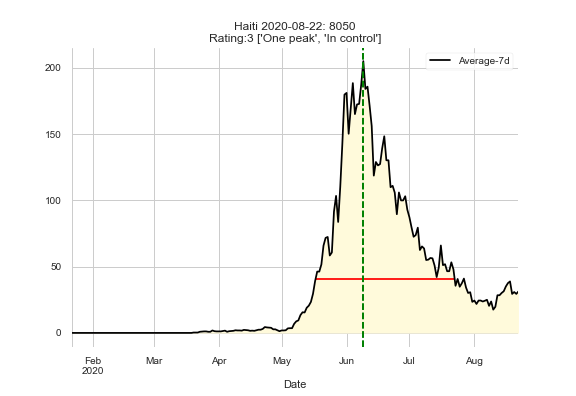 Haiti 2020-08-22: 8050
Rating:3 ['One peak', 'In control']
Average-7d
200
150
100
50
0
Feb
2020
Mar
Apr
May
Jun
Jul
Aug
Date